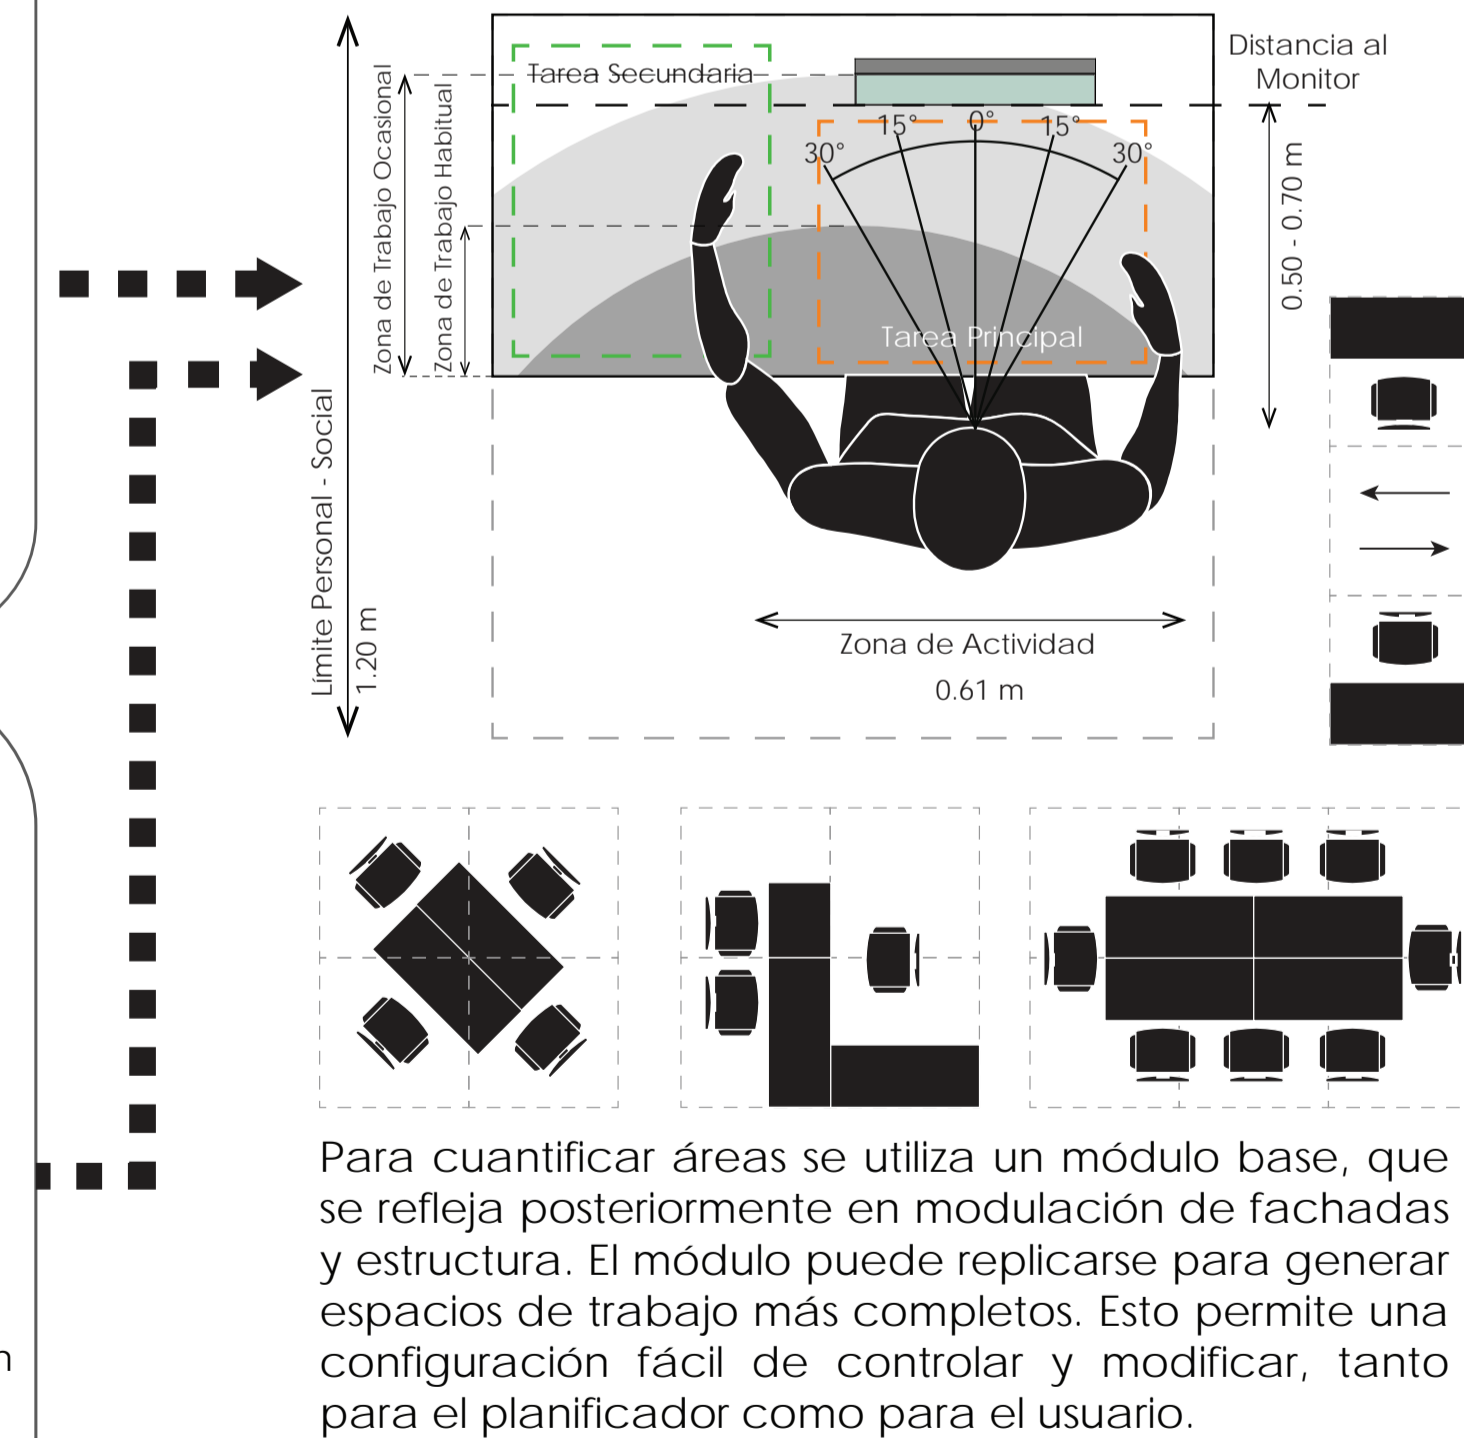 Distancia al
Monitor
Tarea Secundaria
30°
15°
0°
15°
30°
Zona de Trabajo Ocasional
Zona de Trabajo Habitual
0.50 - 0.70 m
Tarea Principal
Límite Personal - Social
1.20 m
Zona de Actividad
0.61 m
Para cuantificar áreas se utiliza un módulo base, que
se refleja posteriormente en modulación de fachadas
y estructura. El módulo puede replicarse para generar
espacios de trabajo más completos. Esto permite una
configuración fácil de controlar y modificar, tanto
para el planificador como para el usuario.